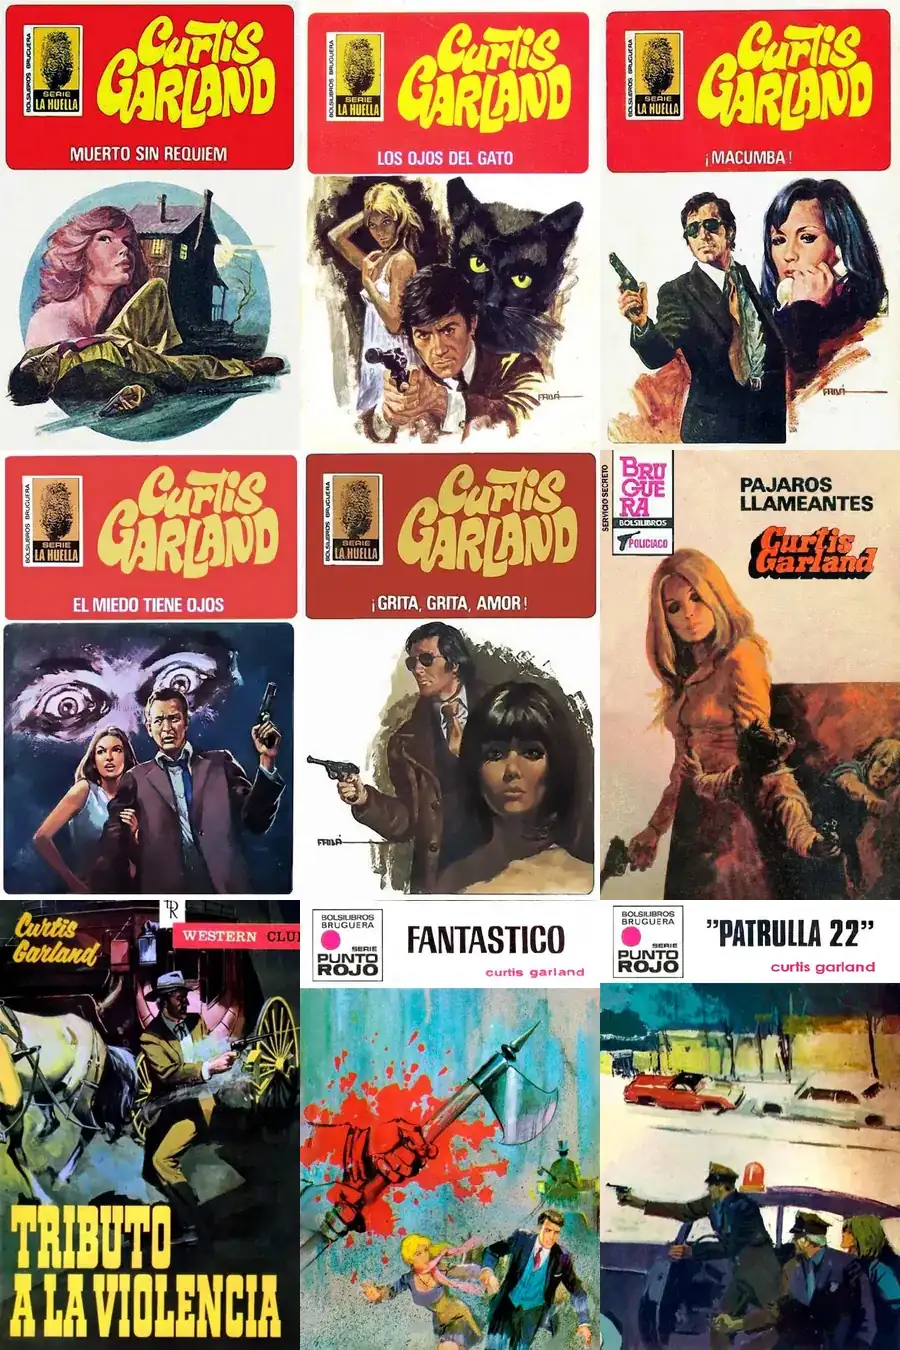 BOLSILIBROS BRUGUERA
SERIE
LA HUELLA
Curtis
GARLAND
MUERTO SIN REQUIEM
BOLSILIBROS BRUGUERA
SERIE
LA HUELLA
Curtis
GARLAND
LOS OJOS DEL GATO
FABÁ
BOLSILIBROS BRUGUERA
SERIE
LA HUELLA
Curtis
GARLAND
¡MACUMBA!
FABÁ
BOLSILIBROS BRUGUERA
SERIE
LA HUELLA
Curtis
GARLAND
EL MIEDO TIENE OJOS
BOLSILIBROS BRUGUERA
SERIE
LA HUELLA
Curtis
GARLAND
¡GRITA, GRITA, AMOR!
FABÁ
SERVICIO SECRETO
BRU
GUE
RA
BOLSILIBROS
POLICIACO
PAJAROS
LLAMEANTES
Curtis
Garland
Curtis
Garland
WESTERN CLU
TRIBUTO
A LA VIOLENCIA
BOLSILIBROS
BRUGUERA
SERIE
PUNTO
ROJO
FANTASTICO
curtis garland
BOLSILIBROS
BRUGUERA
SERIE
PUNTO
ROJO
"PATRULLA 22"
curtis garland